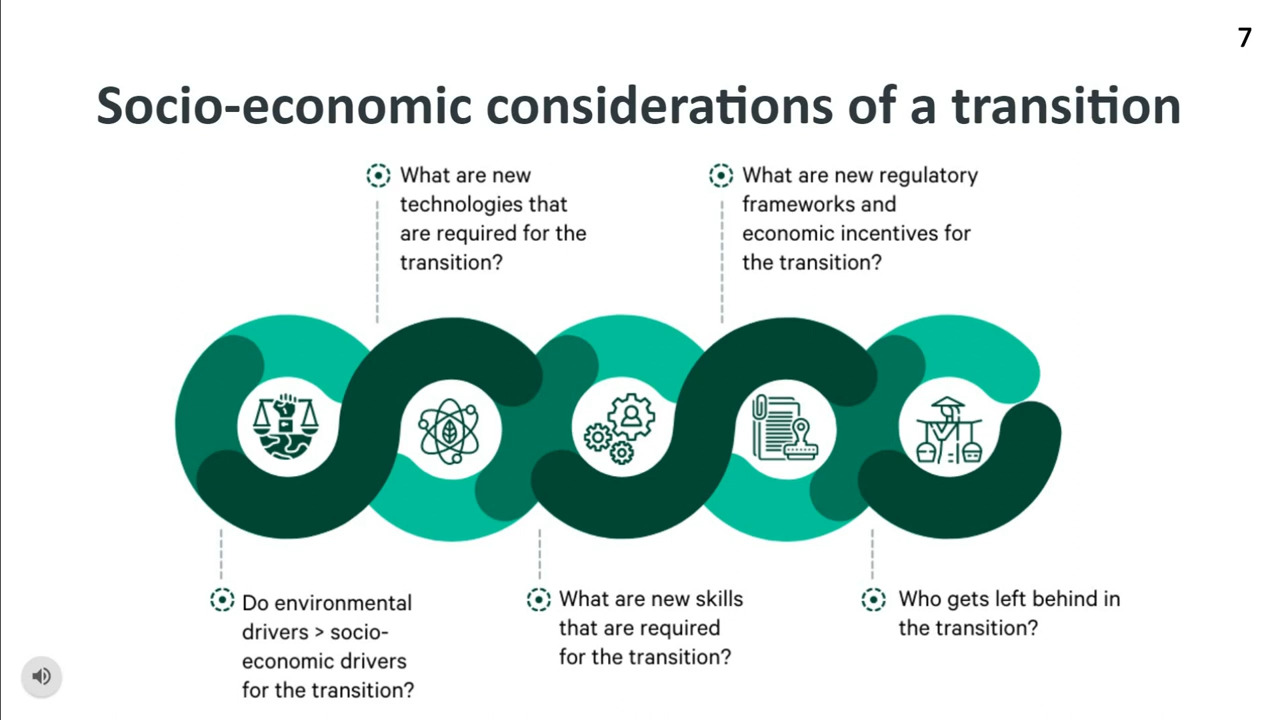 7
Socio-economic considerations of a transition
What are new
technologies that
are required for the
transition?
What are new regulatory
frameworks and
economic incentives for
the transition?
Do environmental
drivers > socio-
economic drivers
for the transition?
What are new skills
that are required
for the transition?
Who gets left behind in
the transition?